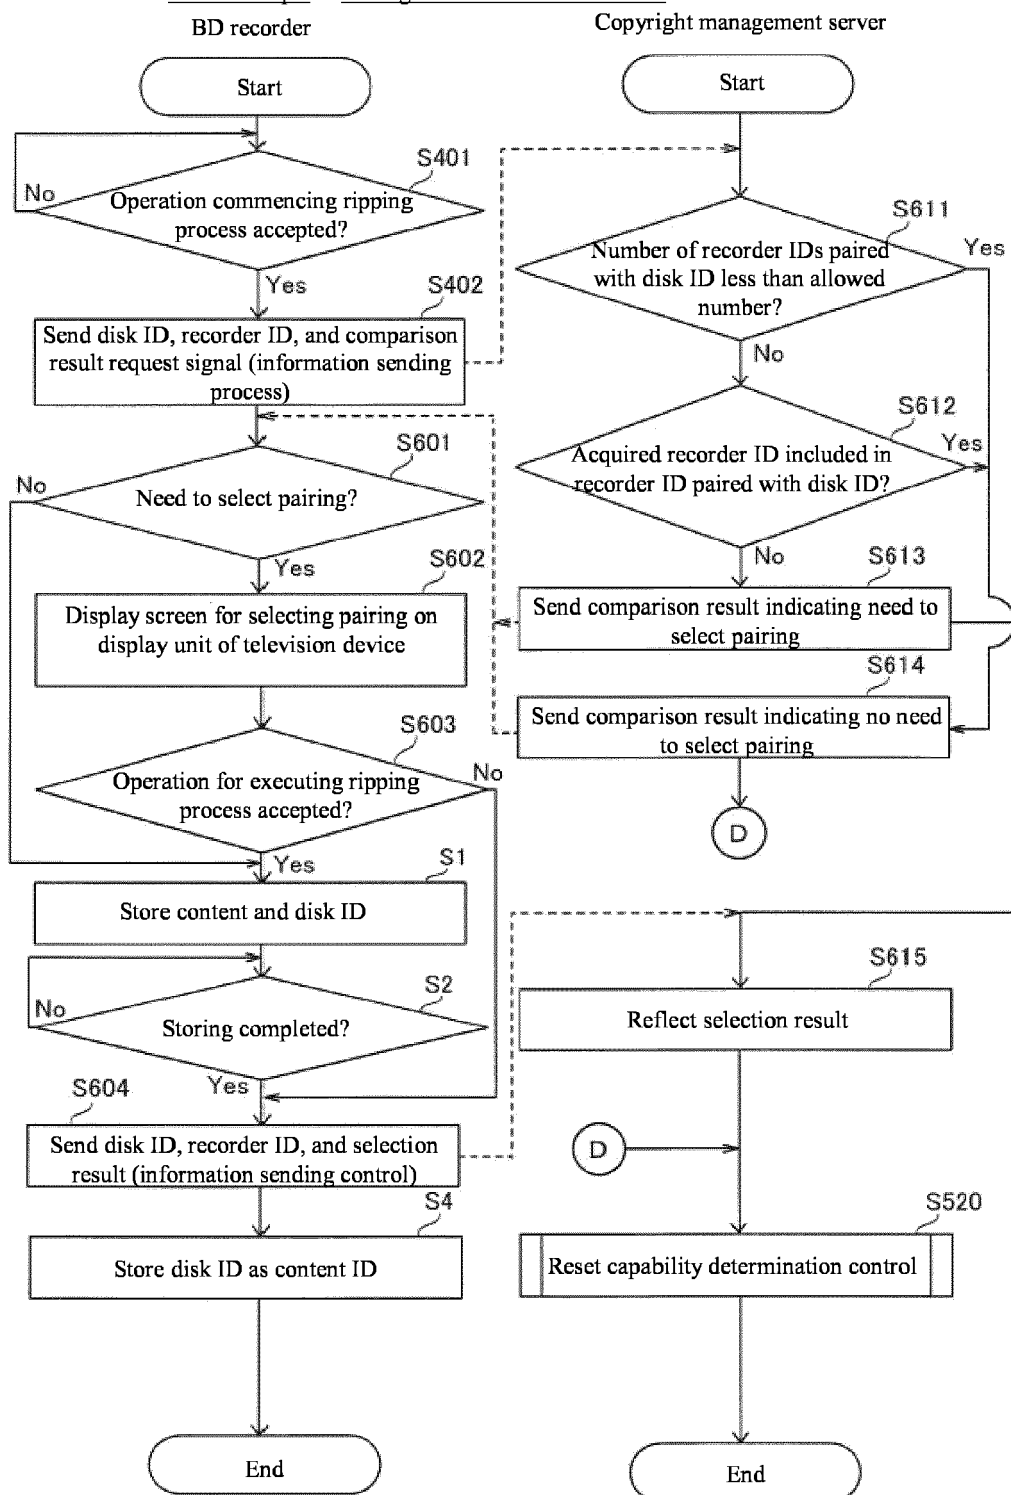 BD recorder
Start
S401
No
Operation commencing ripping
process accepted?
Yes
S402
Send disk ID, recorder ID, and comparison
result request signal (information sending
process)
S601
No
Need to select pairing?
Yes
S602
Display screen for selecting pairing on
display unit of television device
S603
No
Operation for executing ripping
process accepted?
Yes
S1
Store content and disk ID
S2
No
Storing completed?
Yes
S604
Send disk ID, recorder ID, and selection
result (information sending control)
S4
Store disk ID as content ID
End
Copyright management server
Start
S611
Yes
Number of recorder IDs paired
with disk ID less than allowed
number?
No
S612
Yes
Acquired recorder ID included in
recorder ID paired with disk ID?
No
S613
Send comparison result indicating need to
select pairing
S614
Send comparison result indicating no need
to select pairing
D
S615
Reflect selection result
D
S520
Reset capability determination control
End